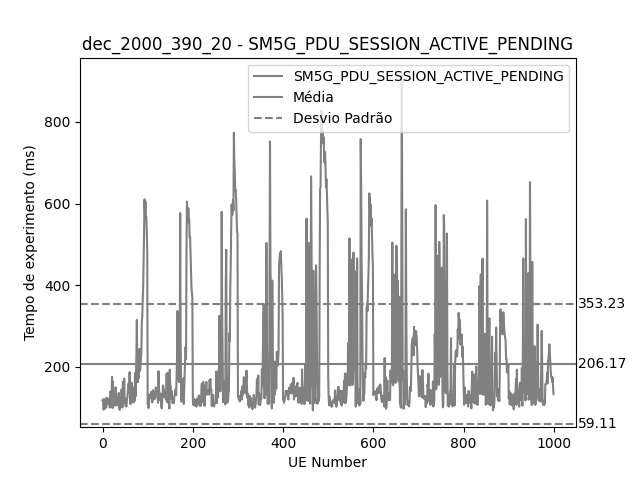 dec_2000_390_20 - SM5G_PDU_SESSION_ACTIVE_PENDING
SM5G_PDU_SESSION_ACTIVE_PENDING
Média
Desvio Padrão
Tempo de experimento (ms)
800
600
400
200
353.23
206.17
59.11
0
200
400
600
800
1000
UE Number